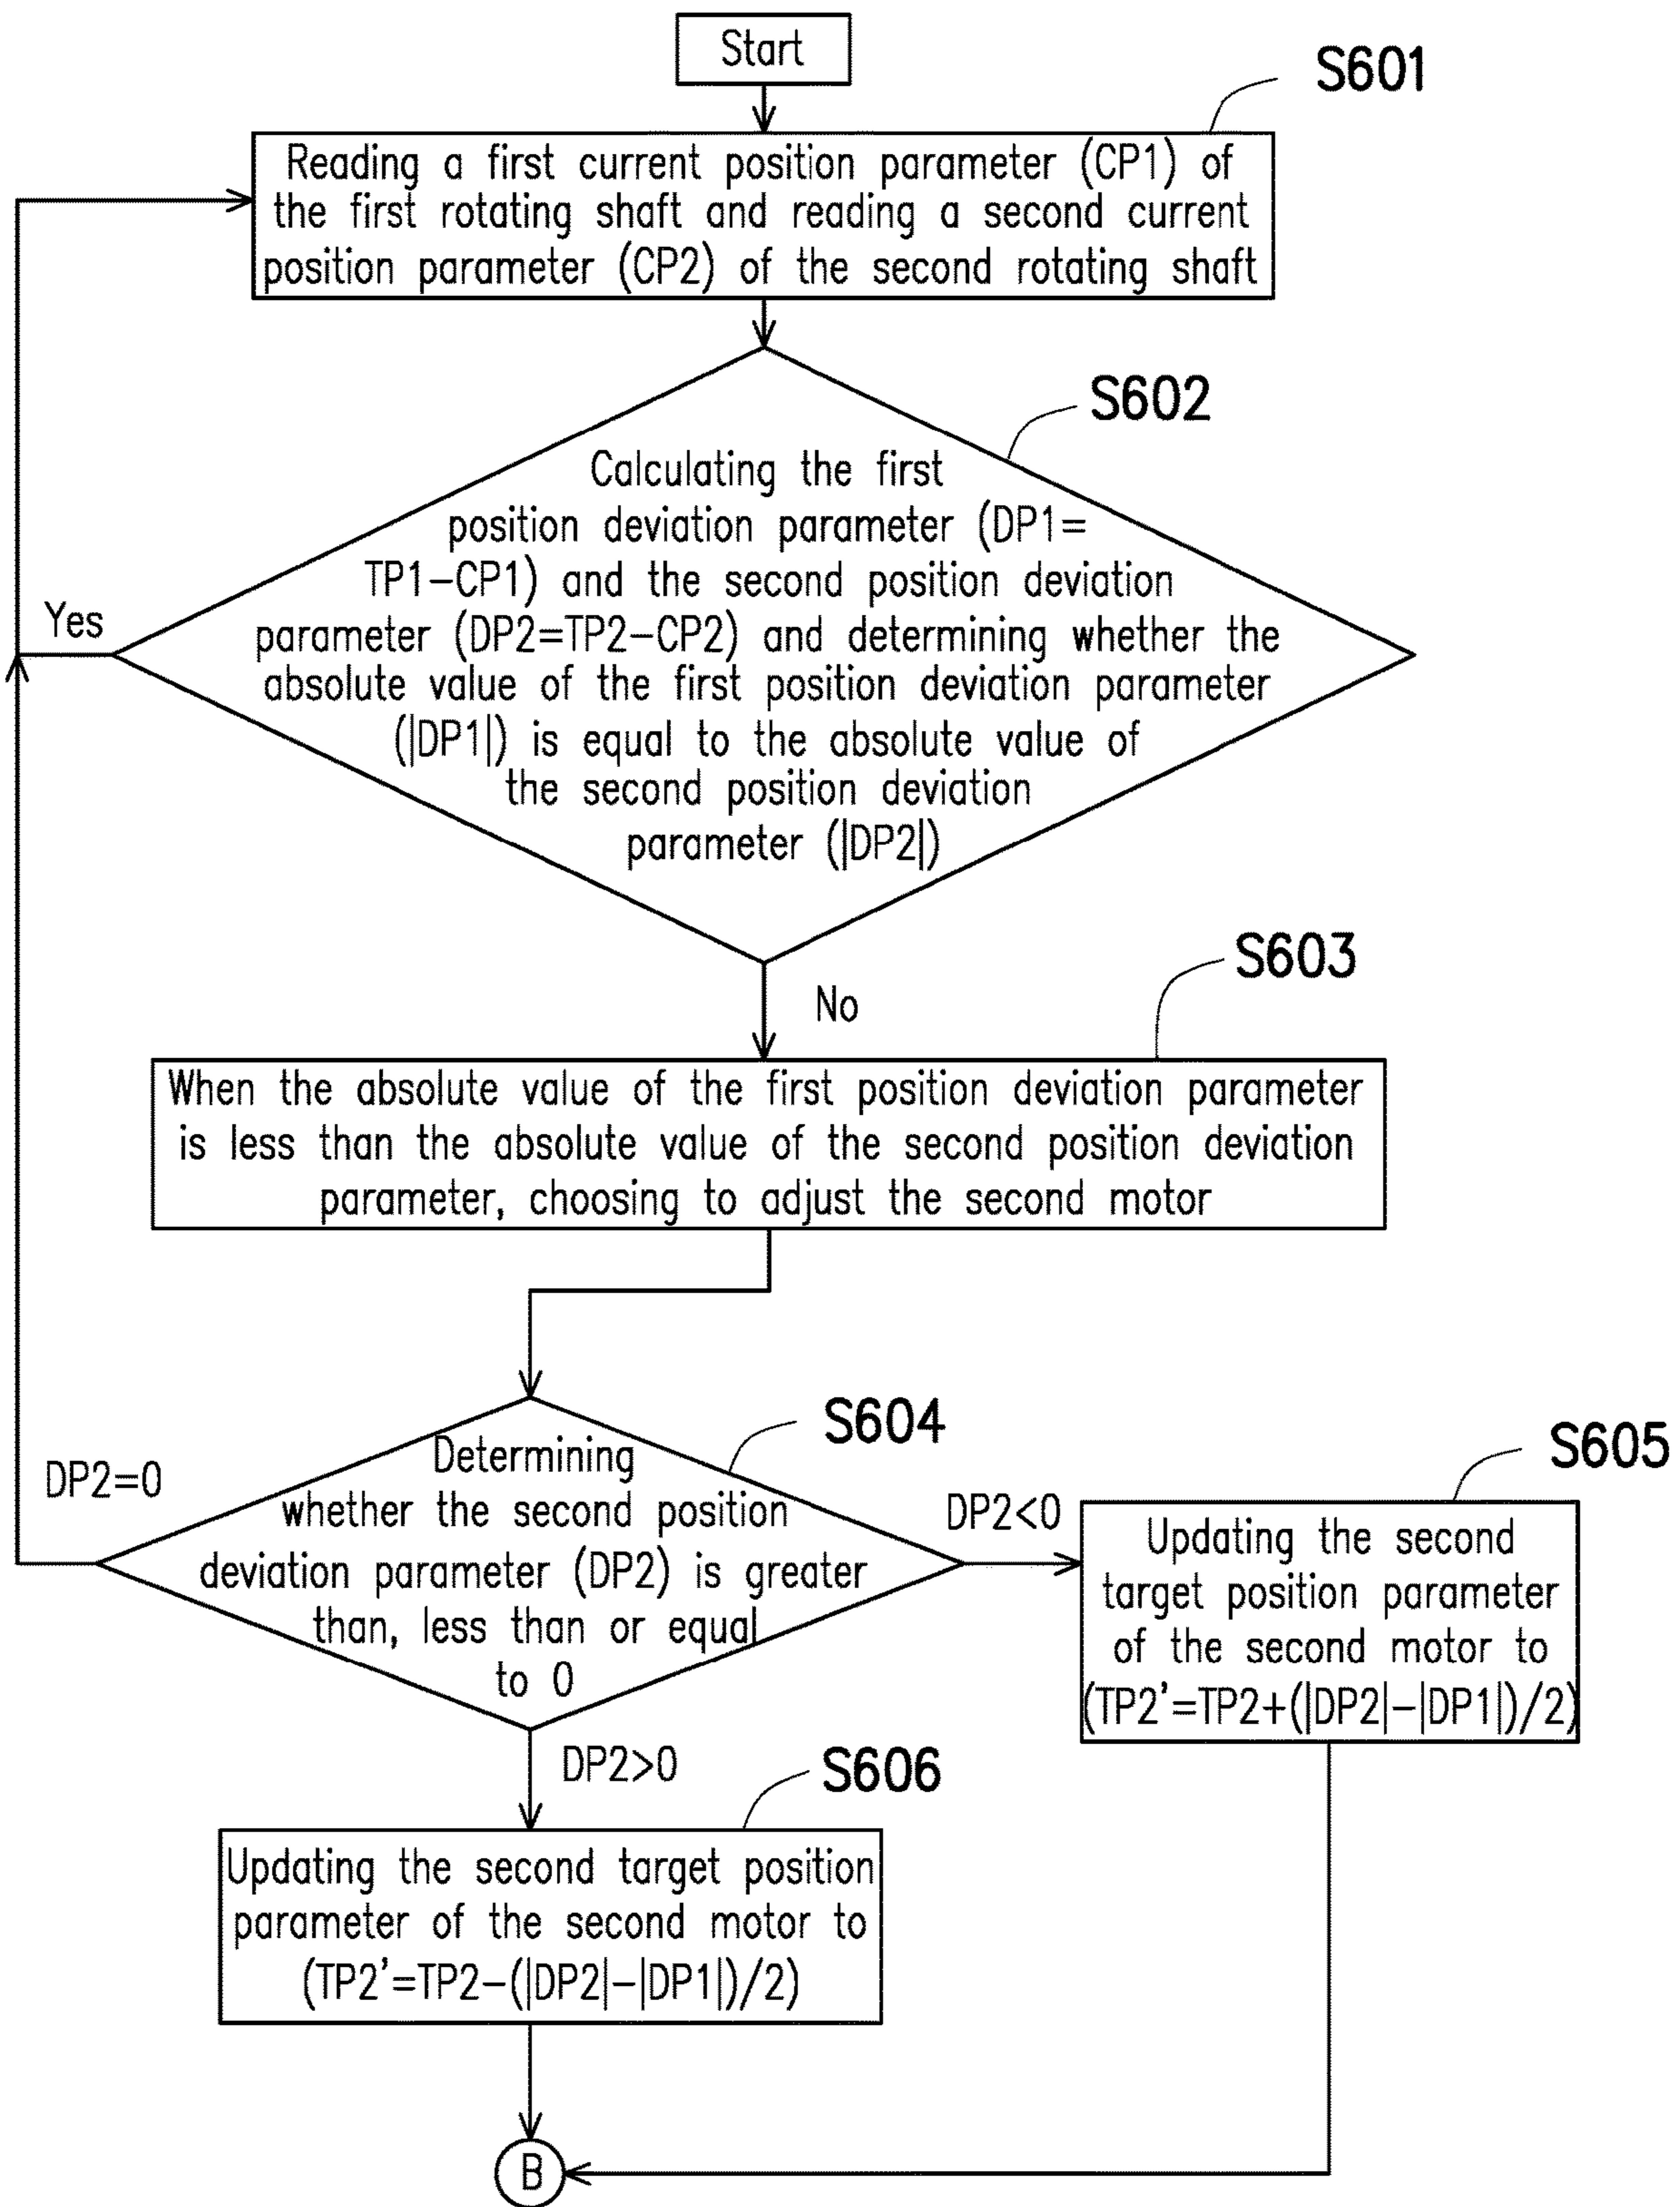 Start
S601
Reading a first current position parameter (CP1) of
the first rotating shaft and reading a second current
position parameter (CP2) of the second rotating shaft
S602
Calculating the first
position deviation parameter (DP1=
TP1-CP1) and the second position deviation
parameter (DP2=TP2-CP2) and determining whether the
absolute value of the first position deviation parameter
(|DP1|) is equal to the absolute value of
the second position deviation
parameter (|DP2|)
Yes
No
S603
When the absolute value of the first position deviation parameter
is less than the absolute value of the second position deviation
parameter, choosing to adjust the second motor
S604
Determining
whether the second position
deviation parameter (DP2) is greater
than, less than or equal
to 0
DP2=0
DP2<0
S605
Updating the second
target position parameter
of the second motor to
(TP2'=TP2+(|DP2|-|DP1|)/2)
DP2>0
S606
Updating the second target position
parameter of the second motor to
(TP2'=TP2-(|DP2|-|DP1|)/2)
B